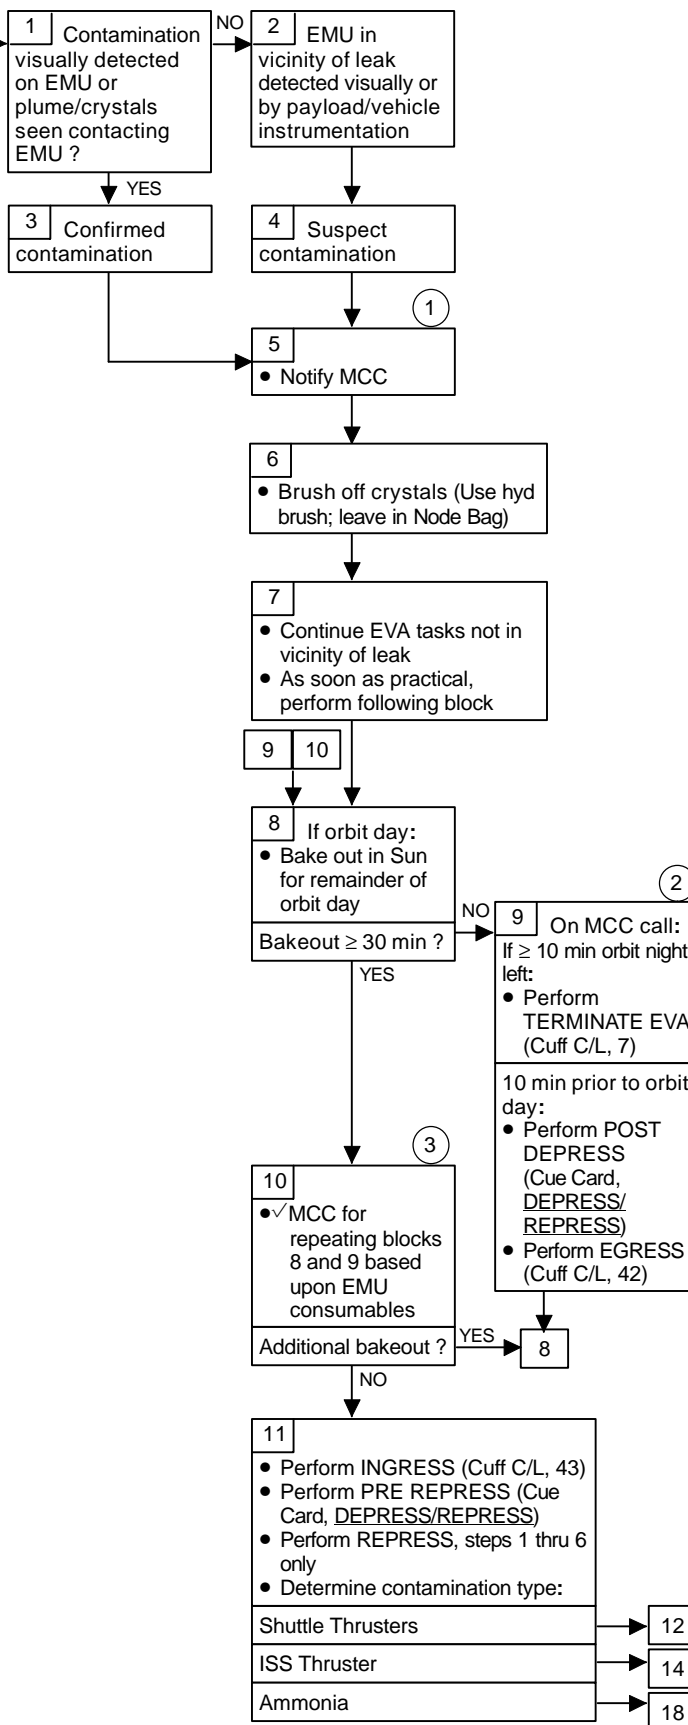 1 Contamination
visually detected
on EMU or
plume/crystals
seen contacting
EMU ?
NO
2 EMU in
vicinity of leak
detected visually or
by payload/vehicle
instrumentation
YES
3 Confirmed
contamination
4 Suspect
contamination
1
5
• Notify MCC
6
• Brush off crystals (Use hyd
brush; leave in Node Bag)
7
• Continue EVA tasks not in
vicinity of leak
• As soon as practical,
perform following block
9 10
8 If orbit day:
• Bake out in Sun
for remainder of
orbit day
Bakeout ≥ 30 min ?
NO
YES
2
9 On MCC call:
If ≥ 10 min orbit night
left:
• Perform
TERMINATE EVA
(Cuff C/L, 7)
10 min prior to orbit
day:
• Perform POST
DEPRESS
(Cue Card,
DEPRESS/
REPRESS)
• Perform EGRESS
(Cuff C/L, 42)
8
3
10
•√MCC for
repeating blocks
8 and 9 based
upon EMU
consumables
Additional bakeout ?
YES
NO
11
• Perform INGRESS (Cuff C/L, 43)
• Perform PRE REPRESS (Cue
Card, DEPRESS/REPRESS)
• Perform REPRESS, steps 1 thru 6
only
• Determine contamination type:
Shuttle Thrusters
12
ISS Thruster
14
Ammonia
18